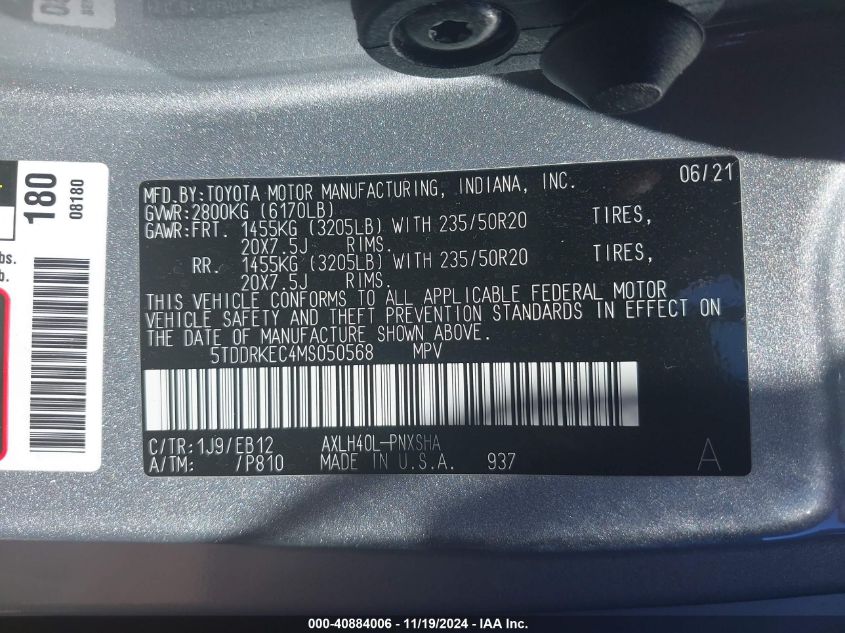 180
08180
lbs.
b.
MFD.BY:TOYOTA MOTOR MANUFACTURING, INDIANA, INC. 06/21
GVWR:2800KG (6170LB)
GAWR:FRT. 1455KG (3205LB) WITH 235/50R20 TIRES,
20X7.5J RIMS.
RR. 1455KG (3205LB) WITH 235/50R20 TIRES,
20X7.5J RIMS.
THIS VEHICLE CONFORMS TO ALL APPLICABLE FEDERAL MOTOR
VEHICLE SAFETY AND THEFT PREVENTION STANDARDS IN EFFECT ON
THE DATE OF MANUFACTURE SHOWN ABOVE.
5TDDRKEC4MS050568 MPV
C/TR:1J9/EB12 AXLH40L-PNXSHA
A/TM: /P810 MADE IN U.S.A. 937 A
000-40884006 - 11/19/2024 - IAA Inc.